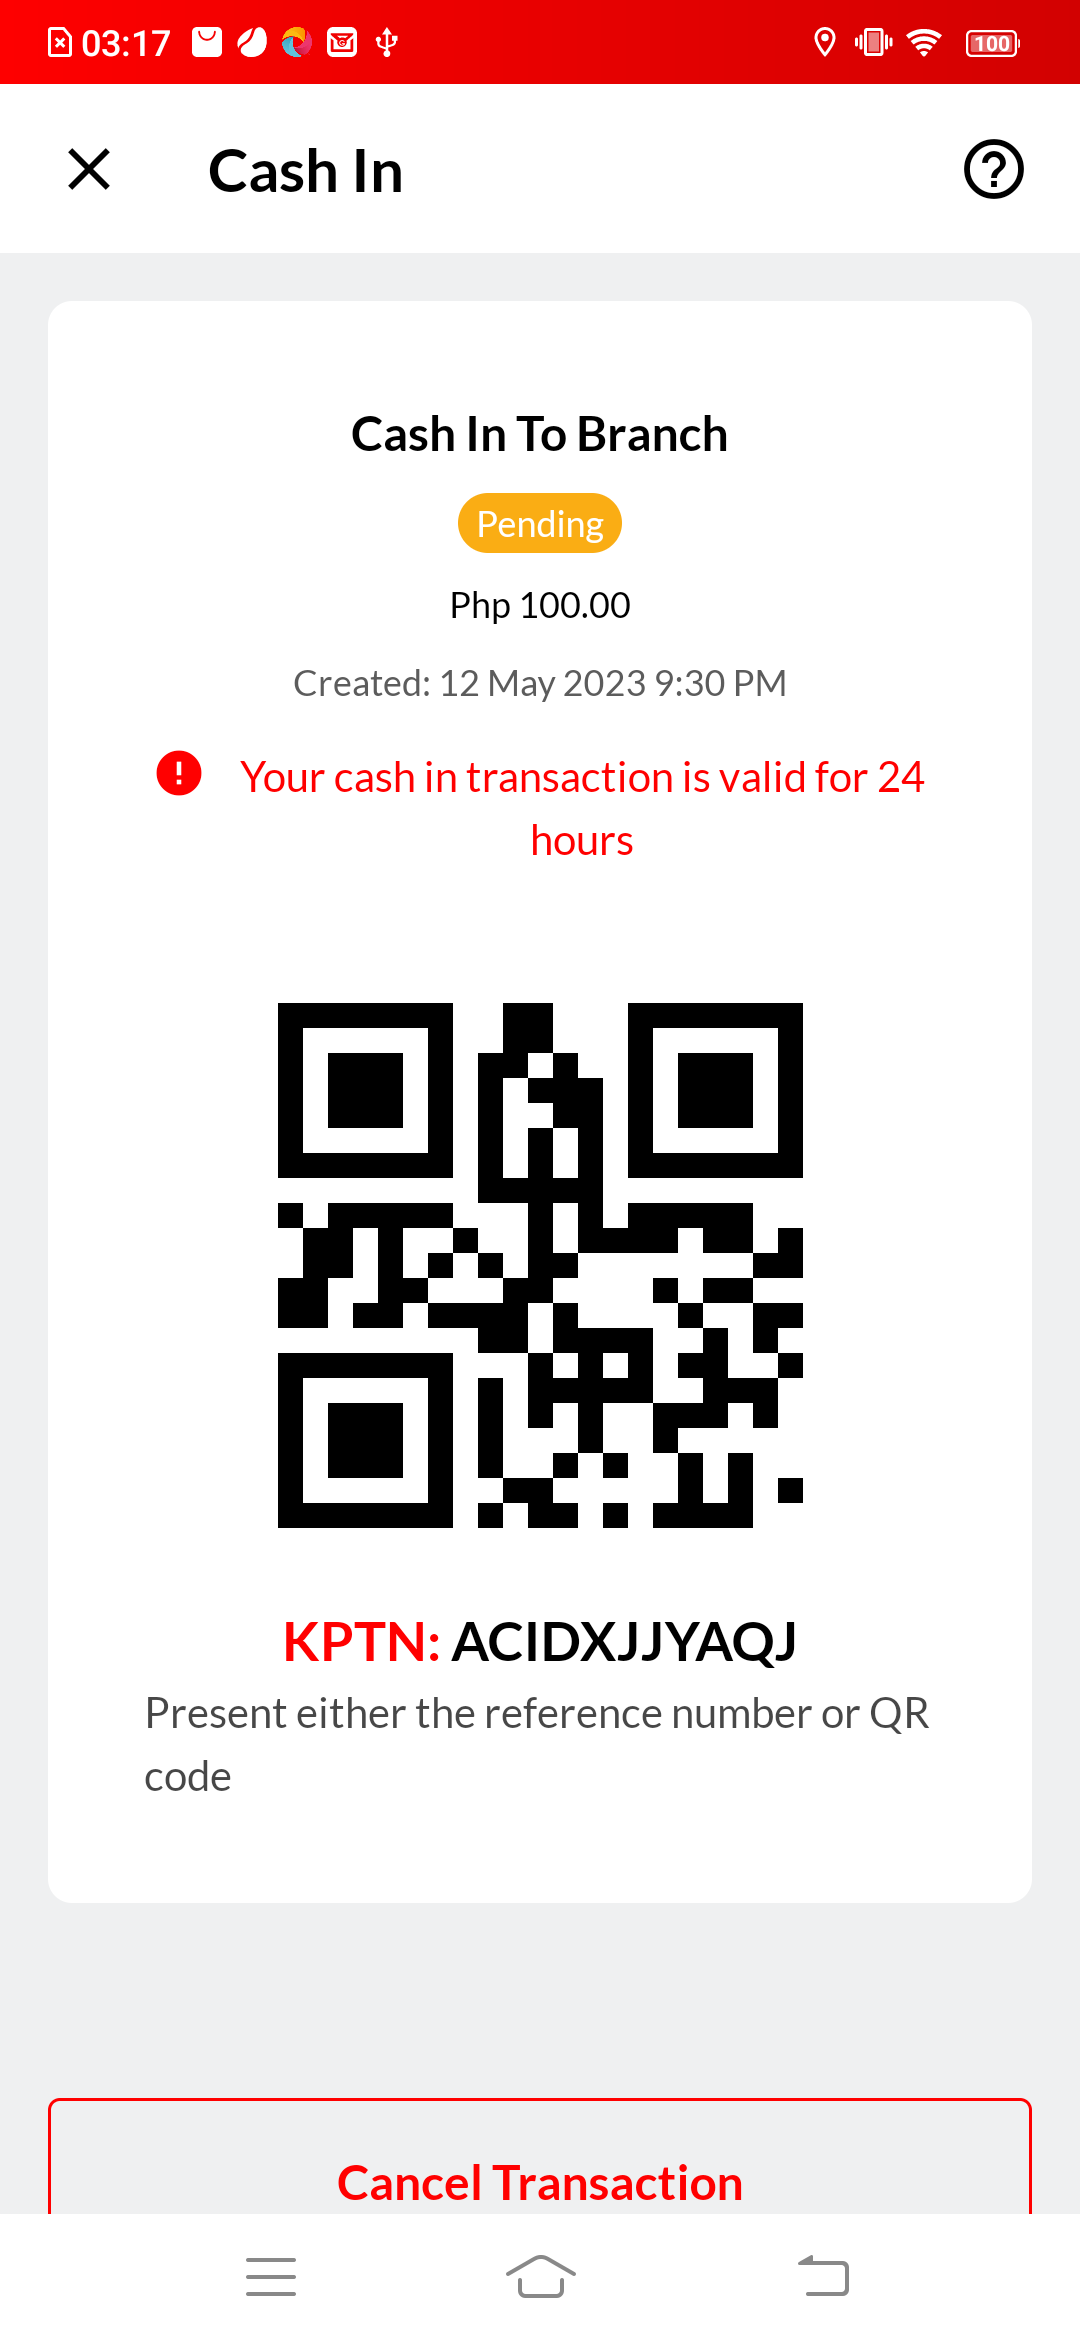 03:17
100
Cash In
Cash In To Branch
Pending
Php 100.00
Created: 12 May 2023 9:30 PM
Your cash in transaction is valid for 24
hours
KPTN: ACIDXJJYAQJ
Present either the reference number or QR
code
Cancel Transaction